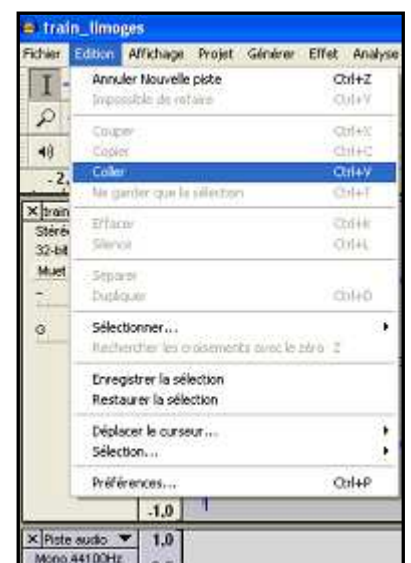 train_limoges
Fichier Edition Affichage Projet Générer Effet Analyse
Annuler Nouvelle piste Ctrl+Z
Impossible de refaire Ctrl+Y
Couper Ctrl+X
Copier Ctrl+C
Coller Ctrl+V
Ne garder que la sélection Ctrl+T
Effacer Ctrl+K
Silence Ctrl+L
Séparer
Dupliquer Ctrl+D
Sélectionner...
Rechercher les croisements avec le zéro Z
Enregistrer la sélection
Restaurer la sélection
Déplacer le curseur...
Sélection...
Préférences... Ctrl+P
- 2,
X train
Stéré
32-bit
Muet
-
G
-1,0
X Piste audio 1,0
Mono 44100Hz